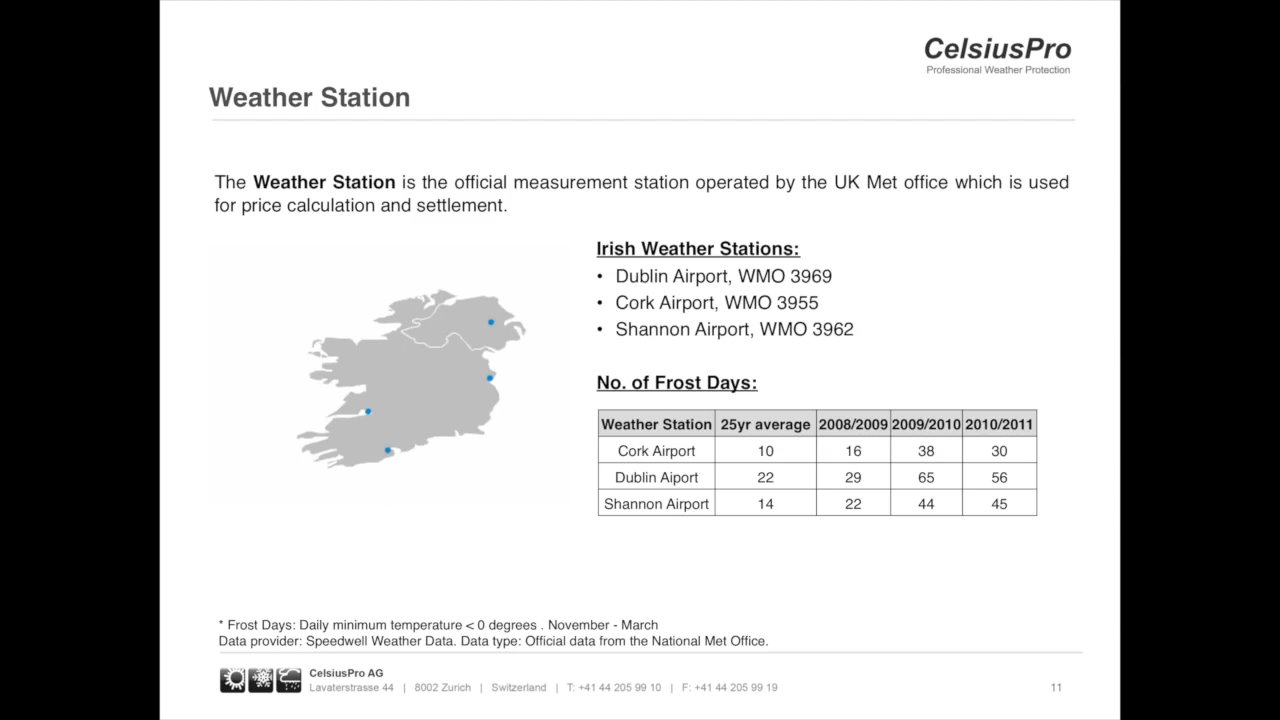 CelsiusPro
Professional Weather Protection
Weather Station
The Weather Station is the official measurement station operated by the UK Met office which is used
for price calculation and settlement.
Irish Weather Stations:
• Dublin Airport, WMO 3969
• Cork Airport, WMO 3955
• Shannon Airport, WMO 3962
No. of Frost Days:
Weather Station 25yr average 2008/2009 2009/2010 2010/2011
Cork Airport 10 16 38 30
Dublin Aiport 22 29 65 56
Shannon Airport 14 22 44 45
* Frost Days: Daily minimum temperature < 0 degrees . November - March
Data provider: Speedwell Weather Data. Data type: Official data from the National Met Office.
CelsiusPro AG
Lavaterstrasse 44 | 8002 Zurich | Switzerland | T: +41 44 205 99 10 | F: +41 44 205 99 19
11